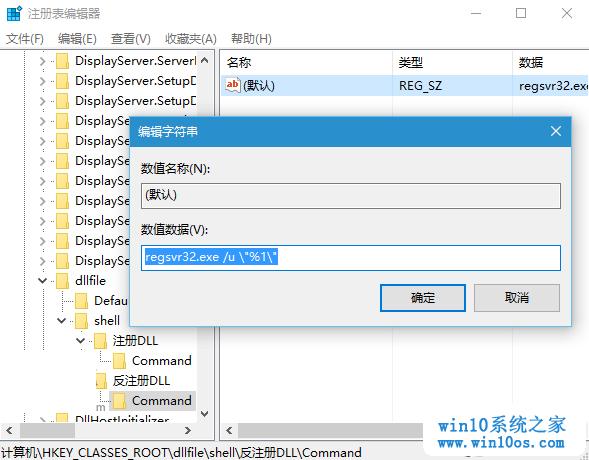 注册表编辑器
文件(F) 编辑(E) 查看(V) 收藏夹(A) 帮助(H)
名称 类型 数据
DisplayServer.Server
(默认) REG_SZ regsvr32.exe
DisplayServer.SetupD
DisplayServer.SetupD
DisplaySe
DisplaySe
DisplaySe
DisplaySe
DisplaySe
DisplaySe
DisplaySe
DisplaySe
编辑字符串
数值名称(N):
(默认)
数值数据(V):
regsvr32.exe /u \"%1\"
确定 取消
dllfile
Defau
shell
注册DLL
Command
反注册DLL
Command
DllHostInitializer
计算机\HKEY_CLASSES_ROOT\dllfile\shell\反注册DLL\Command
win10系统之家
www.win10os.com